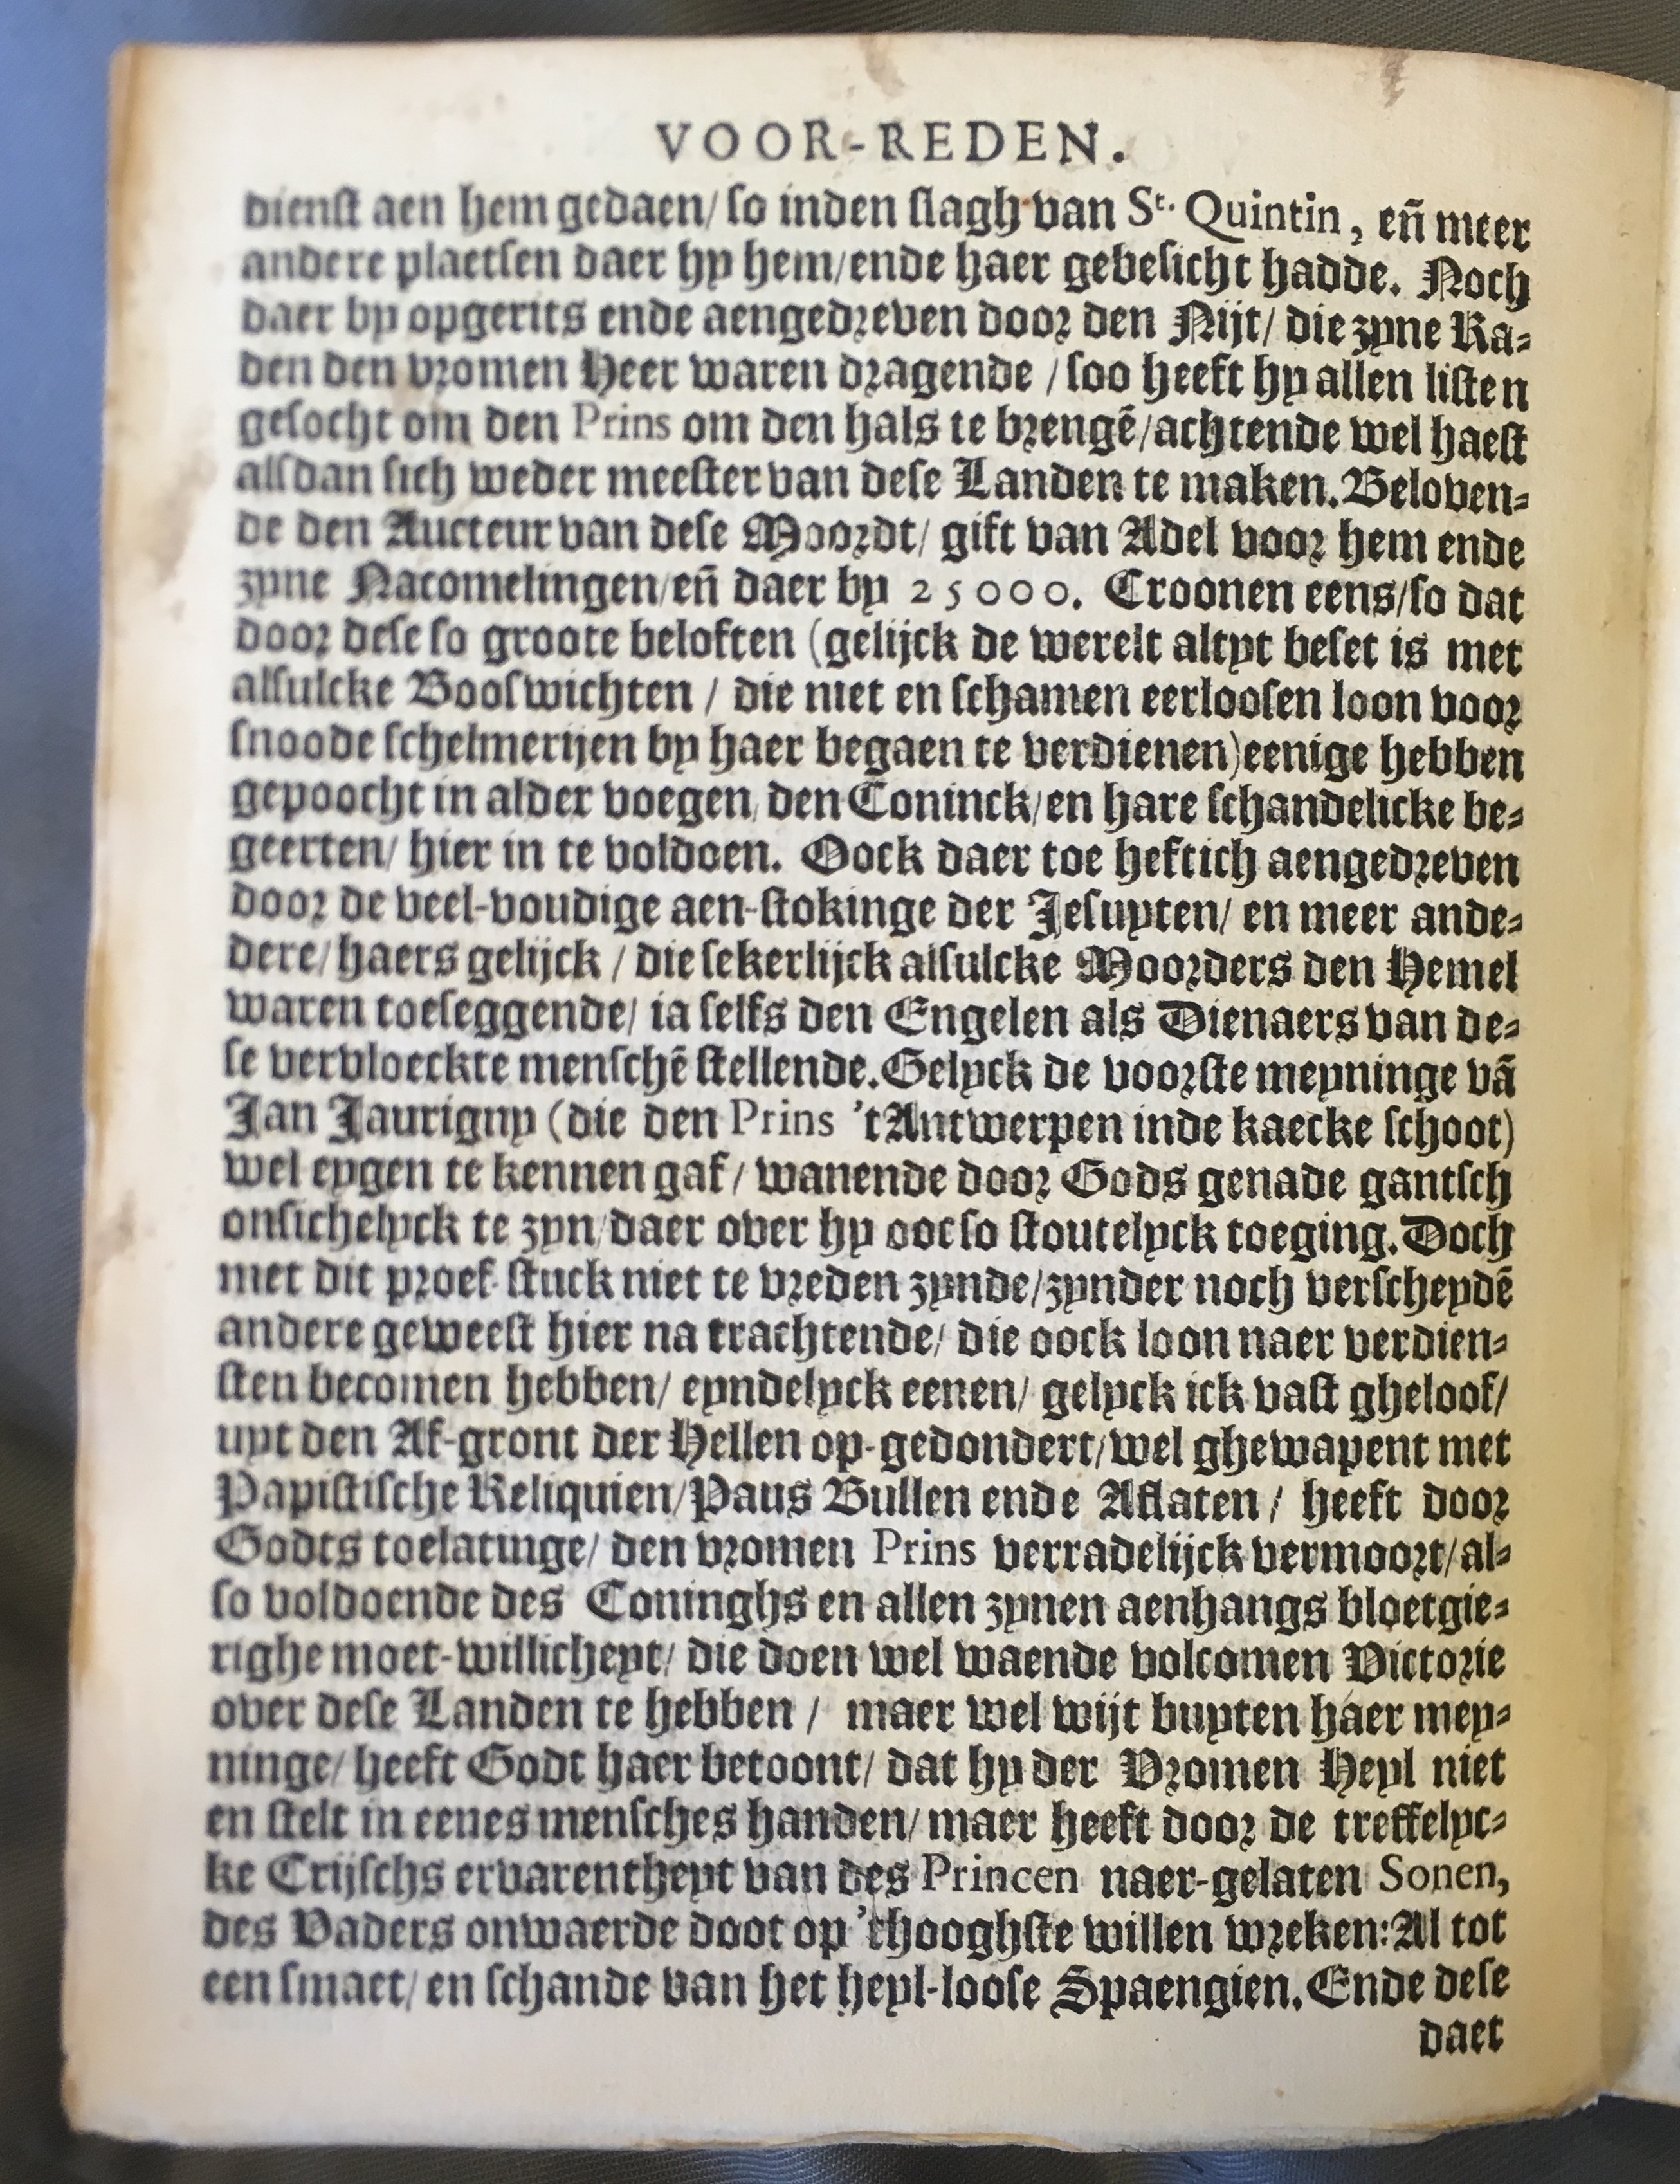 VOOR-REDEN.
dienst aen hem gedaen/ so inden slagh van St. Quintin, eñ meer
andere plaetsen daer hy hem/ende haer gebesicht hadde. Noch
daer by opgerits ende aengedreven door den Nijt/ die zyne Ra-
den den vromen Heer waren dragende / soo heeft hy allen listen
gesocht om den Prins om den hals te brengē/achtende wel haest
alsdan sich weder meester van dese Landen te maken. Beloven-
de den Aucteur van dese Moordt/ gift van Adel voor hem ende
zyne Nacomelingen/eñ daer by 25000. Croonen eens/so dat
door dese so groote beloften (gelijck de werelt altyt beset is met
alsulcke Booswichten / die niet en schamen eerloosen loon voor
snoode schelmerijen by haer begaen te verdienen) eenige hebben
gepoocht in alder voegen/ den Coninck/en hare schandelicke be-
geerten/ hier in te voldoen. Oock daer toe heftich aengedreven
door de veel-voudige aen-stokinge der Jesuyten/ en meer ande-
dere/ haers gelijck / die sekerlijck alsulcke Moorders den Hemel
waren toeseggende/ ia selfs den Engelen als Dienaers van de-
se vervloeckte menschē stellende. Gelyck de voorste meyninge vā
Jan Jaurigny (die den Prins 't Antwerpen inde kaecke schoot)
wel eygen te kennen gaf / wanende door Gods genade gantsch
onsichelyck te zyn/daer over hy oot so stoutelyck toeging. Doch
met dit proef-stuck niet te vreden zynde/zynder noch verscheydē
andere geweest hier na trachtende/ die oock loon naer verdien-
sten becomen hebben/ eyndelyck eenen/ gelyck ick vast gheloof/
uyt den Af-gront der Hellen op-gedondert/wel ghewapent met
Papistische Reliquien/Paus Bullen ende Aflaten / heeft door
Godts toelatinge/ den vromen Prins verradelijck vermoort/al-
so voldoende des Coninghs en allen zynen aenhangs bloetgie-
righe moet-willicheyt/ die doen wel waende volcomen Victorie
over dese Landen te hebben / maer wel wijt buyten haer mey-
ninge/ heeft Godt haer betoont/ dat hy der Vromen Heyl niet
en stelt in eenes mensches handen/ maer heeft door de treffelyc-
ke Crijschs ervarentheyt van des Princen naer-gelaten Sonen,
des Vaders onwaerde doot op 't hooghste willen wreken: Al tot
een smaet/ en schande van het heyl-loose Spaengien. Ende dese
daet